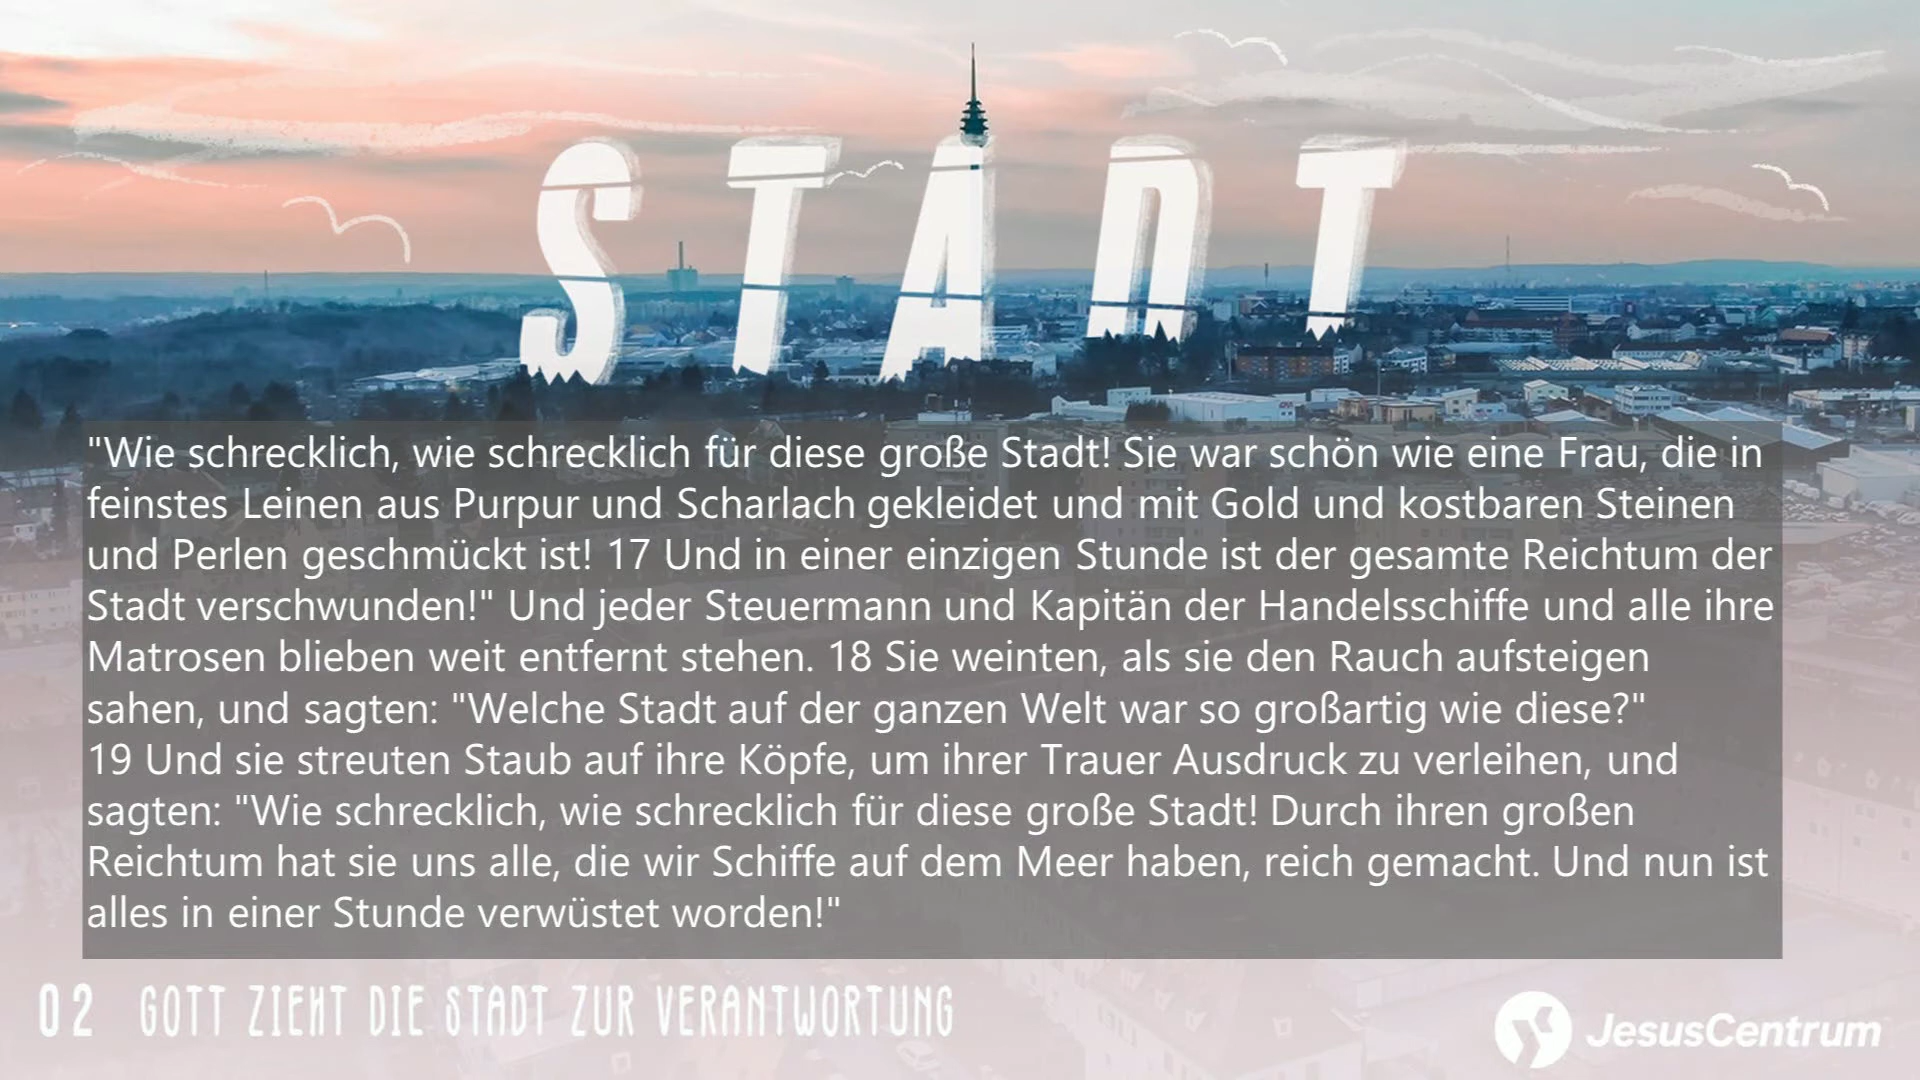 STADT
"Wie schrecklich, wie schrecklich für diese große Stadt! Sie war schön wie eine Frau, die in
feinstes Leinen aus Purpur und Scharlach gekleidet und mit Gold und kostbaren Steinen
und Perlen geschmückt ist! 17 Und in einer einzigen Stunde ist der gesamte Reichtum der
Stadt verschwunden!" Und jeder Steuermann und Kapitän der Handelsschiffe und alle ihre
Matrosen blieben weit entfernt stehen. 18 Sie weinten, als sie den Rauch aufsteigen
sahen, und sagten: "Welche Stadt auf der ganzen Welt war so großartig wie diese?"
19 Und sie streuten Staub auf ihre Köpfe, um ihrer Trauer Ausdruck zu verleihen, und
sagten: "Wie schrecklich, wie schrecklich für diese große Stadt! Durch ihren großen
Reichtum hat sie uns alle, die wir Schiffe auf dem Meer haben, reich gemacht. Und nun ist
alles in einer Stunde verwüstet worden!"
02 GOTT ZIEHT DIE STADT ZUR VERANTWORTUNG
JesusCentrum